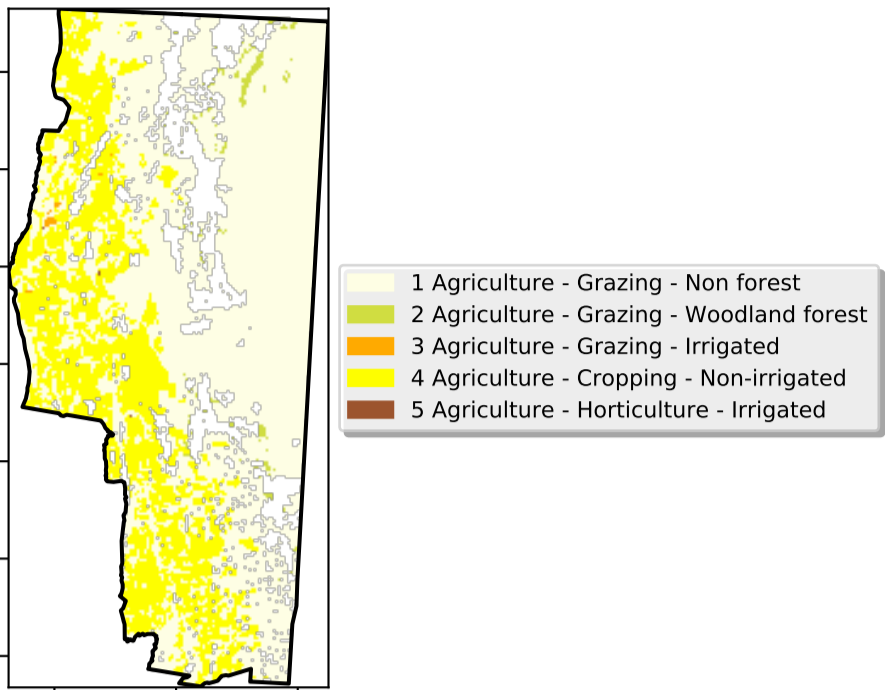 1 Agriculture - Grazing - Non forest
2 Agriculture - Grazing - Woodland forest
3 Agriculture - Grazing - Irrigated
4 Agriculture - Cropping - Non-irrigated
5 Agriculture - Horticulture - Irrigated